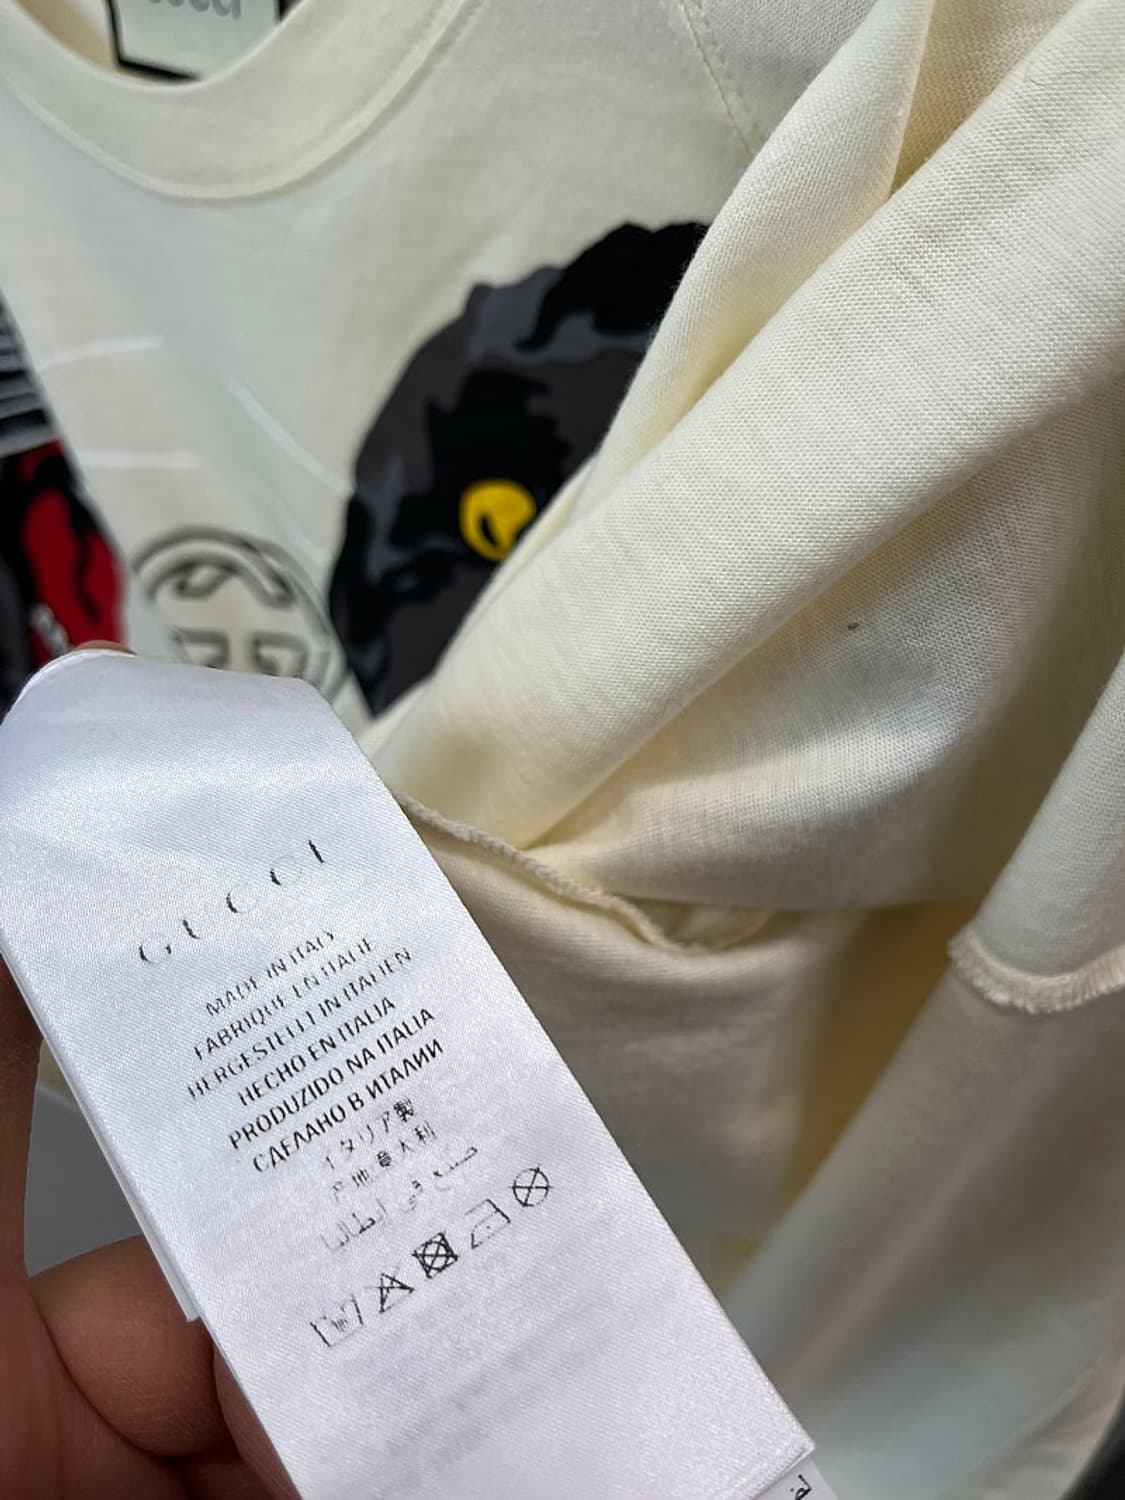 GUCCI
MADE IN ITALY
FABRIQUÉ EN ITALIE
HERGESTELLT IN ITALIEN
HECHO EN ITALIA
PRODUZIDO NA ITALIA
СДЕЛАНО В ИТАЛИИ
イタリア製
产地意大利
صنع في إيطاليا